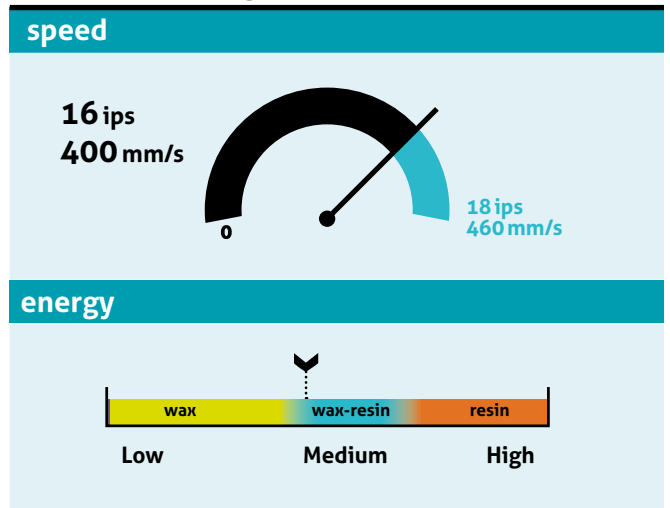 speed
16 ips
400 mm/s
0
18 ips
460 mm/s
energy
wax wax-resin resin
Low Medium High